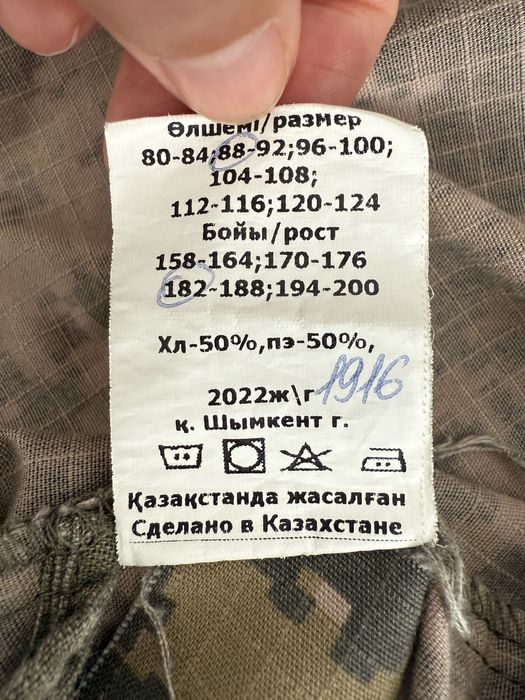 Өлшемі/размер
80-84;88-92;96-100;
104-108;
112-116;120-124
Бойы/рост
158-164;170-176
182-188;194-200
Хл-50%,пэ-50%,
2022ж\г 1916
қ. Шымкент г.
Қазақстанда жасалған
Сделано в Казахстане